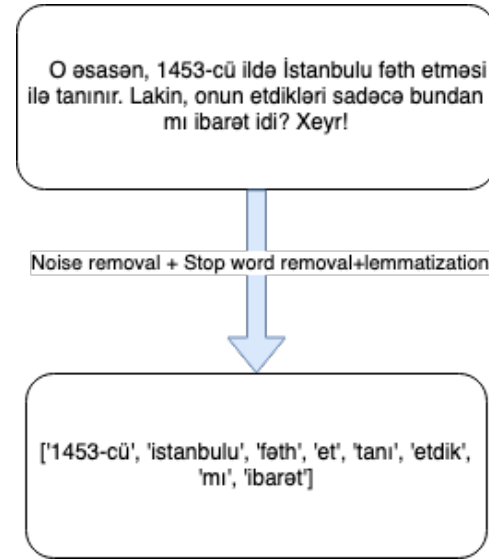 O əsasən, 1453-cü ildə İstanbulu fəth etməsi
ilə tanınır. Lakin, onun etdikləri sadəcə bundan
mı ibarət idi? Xeyr!
Noise removal + Stop word removal+lemmatization
['1453-cü', 'istanbulu', 'fəth', 'et', 'tanı', 'etdik',
'mı', 'ibarət']